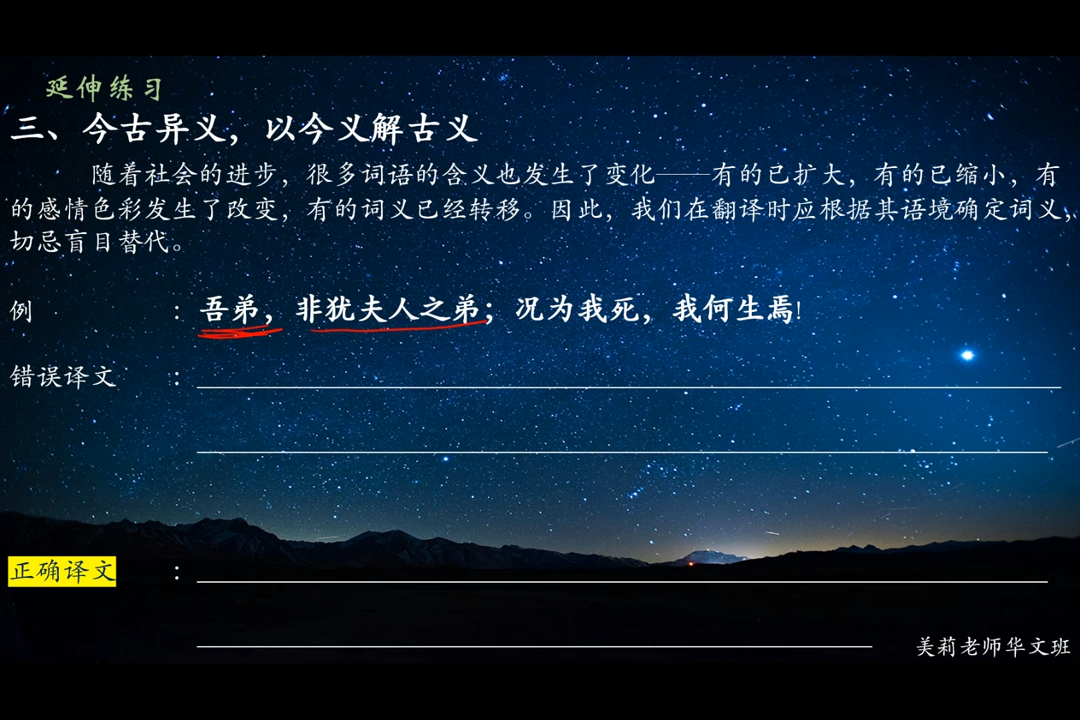 延伸练习
三、今古异义，以今义解古义
随着社会的进步，很多词语的含义也发生了变化——有的已扩大，有的已缩小，有
的感情色彩发生了改变，有的词义已经转移。因此，我们在翻译时应根据其语境确定词义，
切忌盲目替代。
例 ：吾弟，非犹夫人之弟；况为我死，我何生焉!
错误译文 ：
正确译文 ：
美莉老师华文班